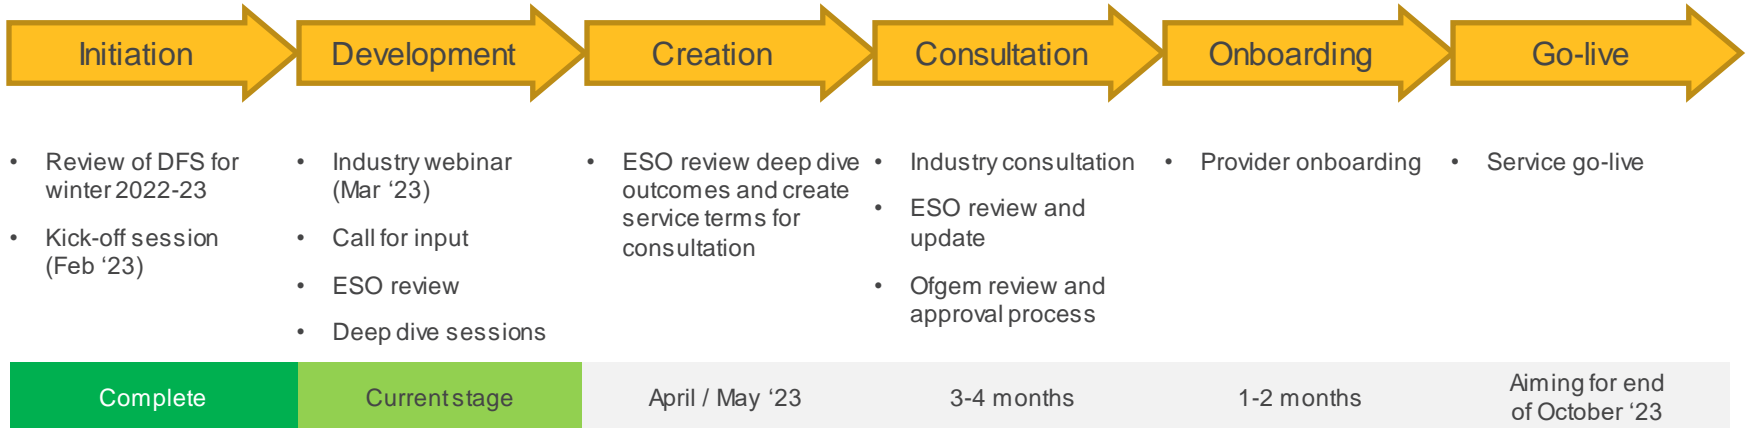 Initiation
Development
Creation
Consultation
Onboarding
Go-live
• Review of DFS for
winter 2022-23
• Kick-off session
(Feb ‘23)
• Industry webinar
(Mar ‘23)
• Call for input
• ESO review
• Deep dive sessions
• ESO review deep dive
outcomes and create
service terms for
consultation
• Industry consultation
• ESO review and
update
• Ofgem review and
approval process
• Provider onboarding
• Service go-live
Complete
Current stage
April / May ‘23
3-4 months
1-2 months
Aiming for end
of October ‘23